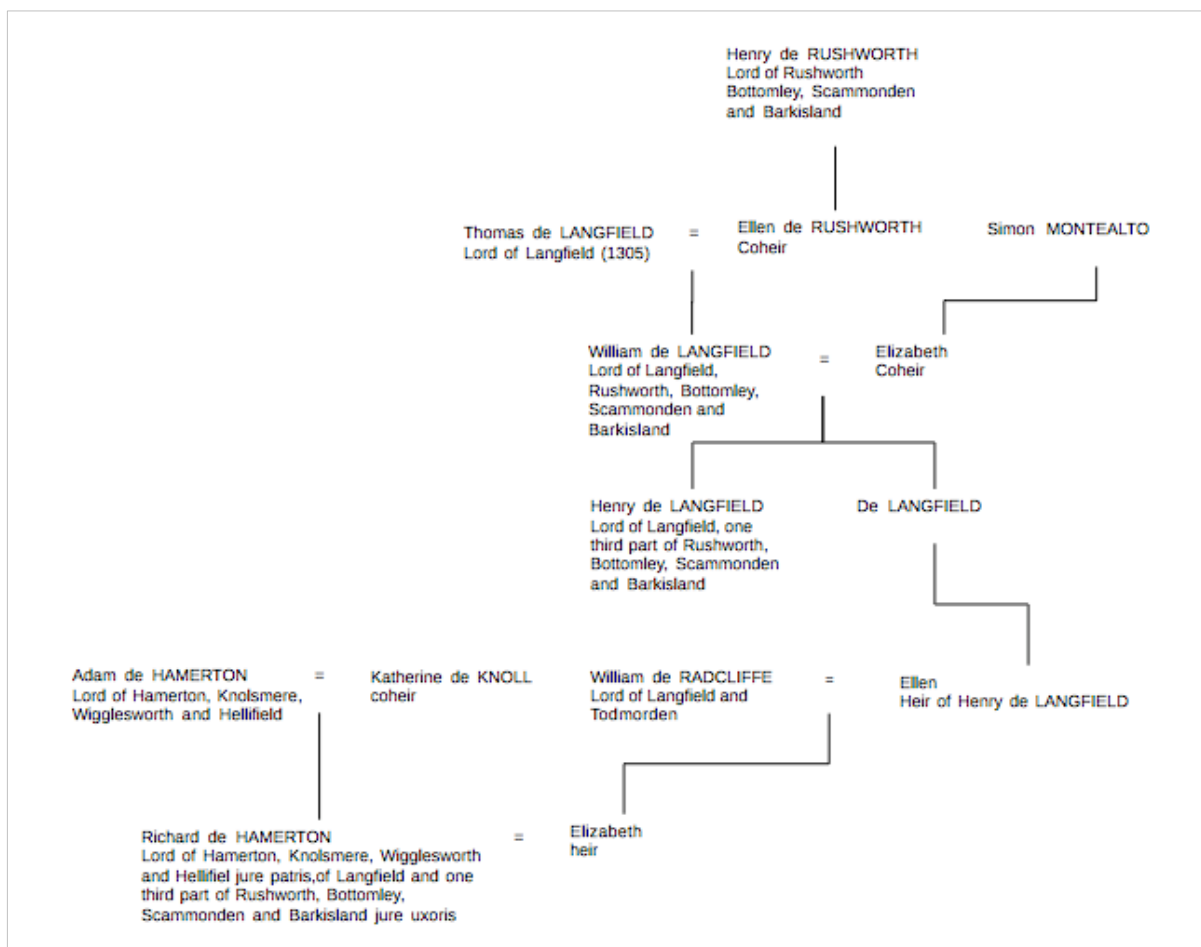 Henry de RUSHWORTH
Lord of Rushworth
Bottomley, Scammonden
and Barkisland
Thomas de LANGFIELD
Lord of Langfield (1305)
=
Ellen de RUSHWORTH
Coheir
Simon MONTEALTO
William de LANGFIELD
Lord of Langfield,
Rushworth, Bottomley,
Scammonden and
Barkisland
=
Elizabeth
Coheir
Henry de LANGFIELD
Lord of Langfield, one
third part of Rushworth,
Bottomley, Scammonden
and Barkisland
De LANGFIELD
Adam de HAMERTON
Lord of Hamerton, Knolsmere,
Wigglesworth and Hellifield
=
Katherine de KNOLL
coheir
William de RADCLIFFE
Lord of Langfield and
Todmorden
=
Ellen
Heir of Henry de LANGFIELD
Richard de HAMERTON
Lord of Hamerton, Knolsmere, Wigglesworth
and Hellifiel jure patris,of Langfield and one
third part of Rushworth, Bottomley,
Scammonden and Barkisland jure uxoris
=
Elizabeth
heir